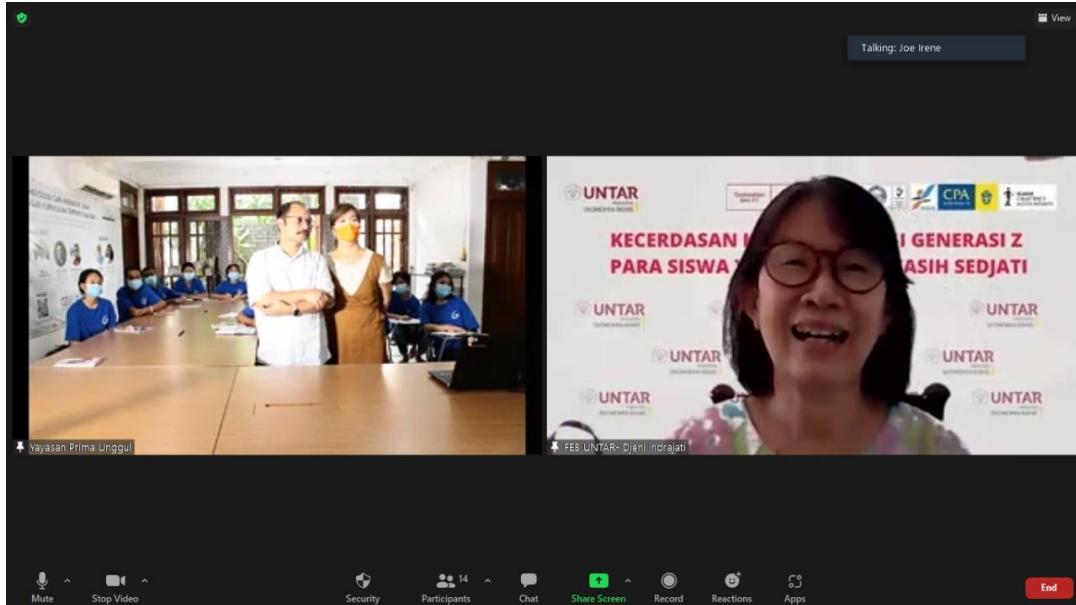 View
Talking: Joe Irene
UNTAR
CPA
KECERDASAN
GENERASI Z
PARA SISWA
ASIH SEDJATI
UNTAR
UNTAR
UNTAR
UNTAR
UNTAR
UNTAR
Yayasan Prima Unggul
FEB UNTAR- Djeni Indrajati
Mute
Stop Video
Security
14
Participants
Chat
Share Screen
Record
Reactions
Apps
End